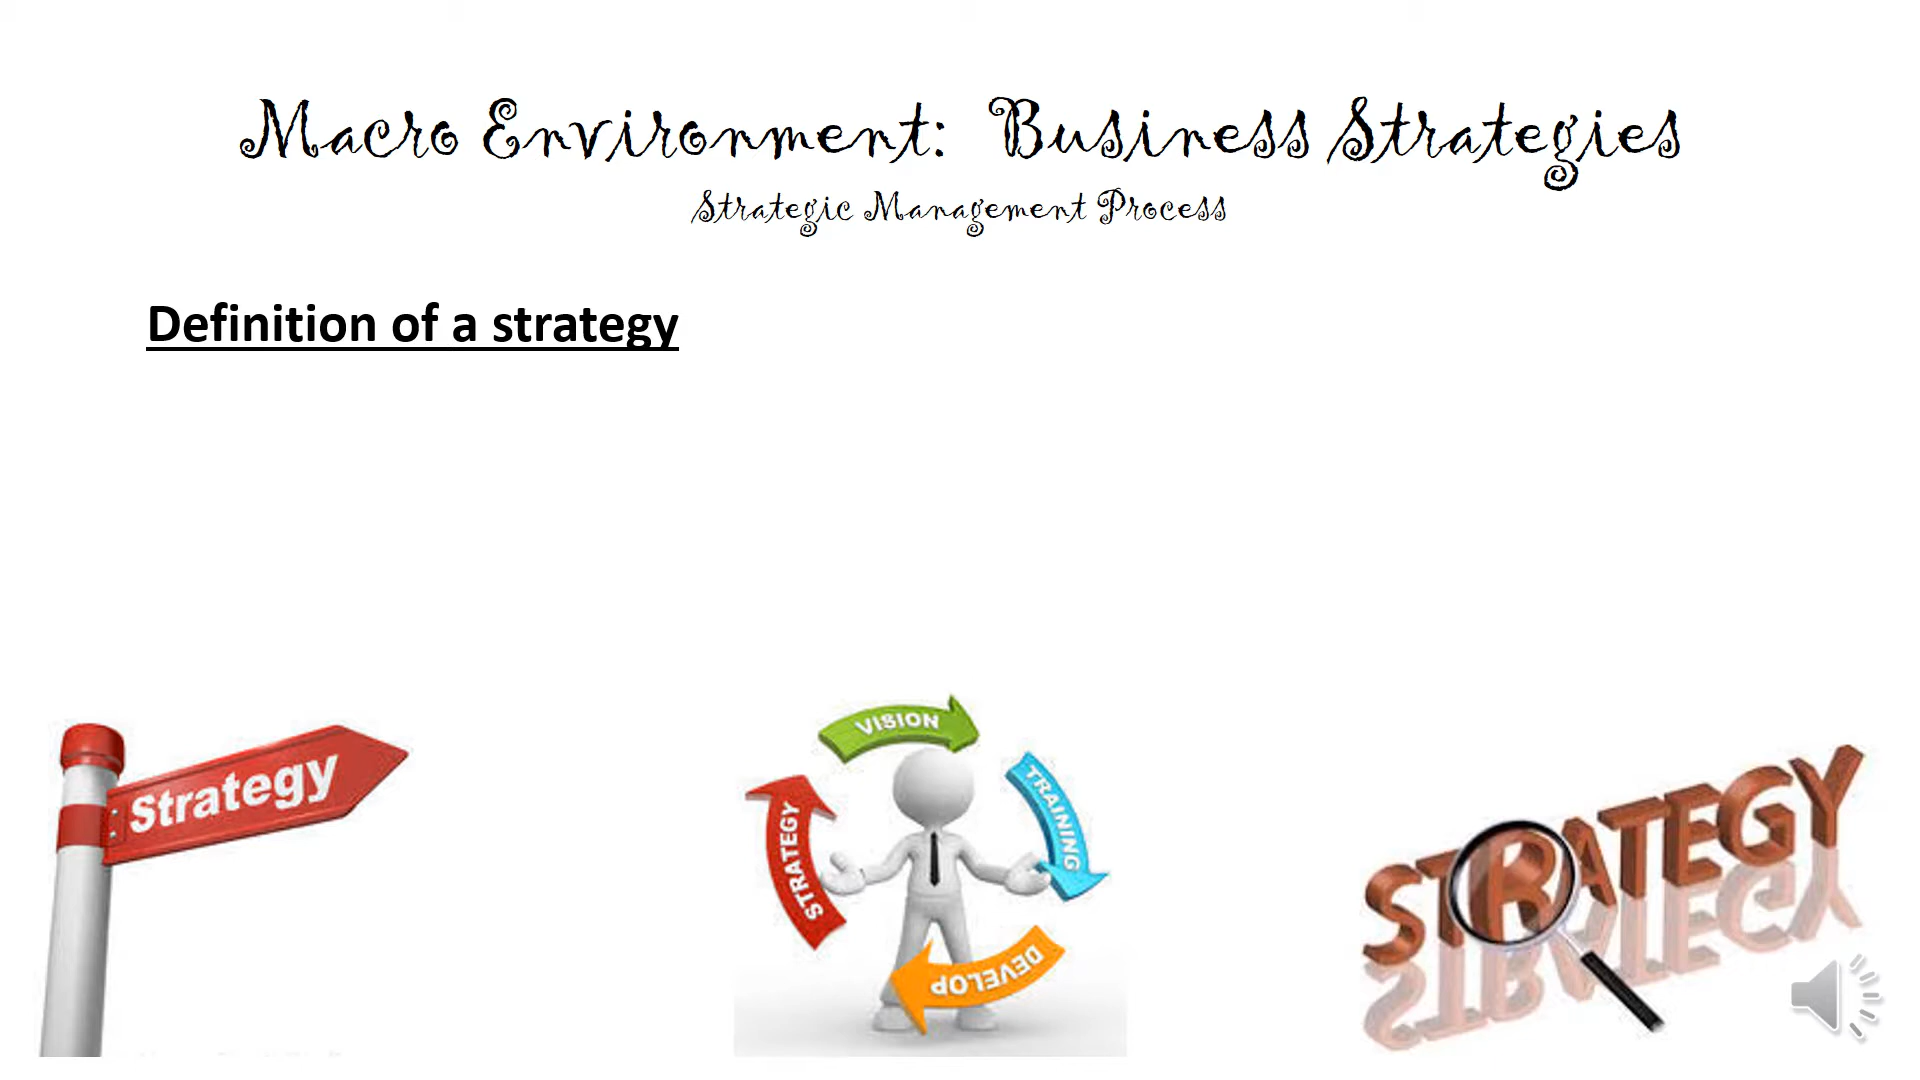 Macro Environment: Business Strategies
Strategic Management Process
Definition of a strategy
Strategy
VISION
TRAINING
DEVELOP
STRATEGY
STRATEGY